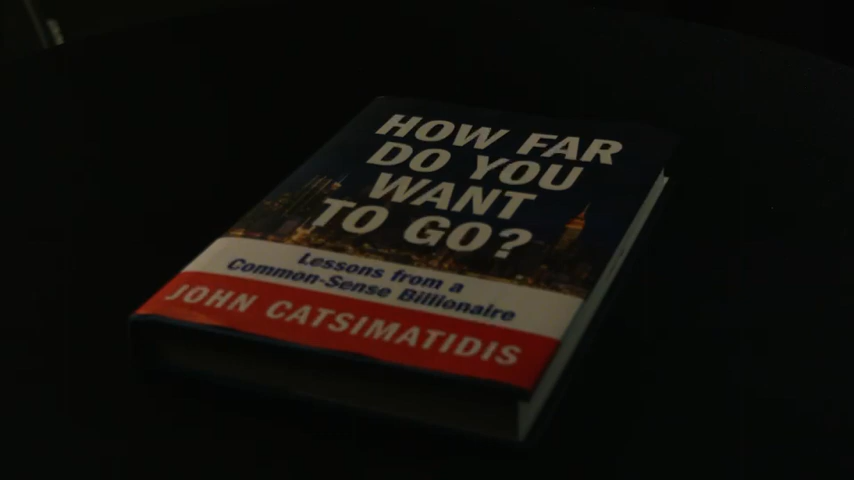 HOW FAR
DO YOU
WANT
TO GO?
Lessons from a
Common-Sense Billionaire
JOHN CATSIMATIDIS